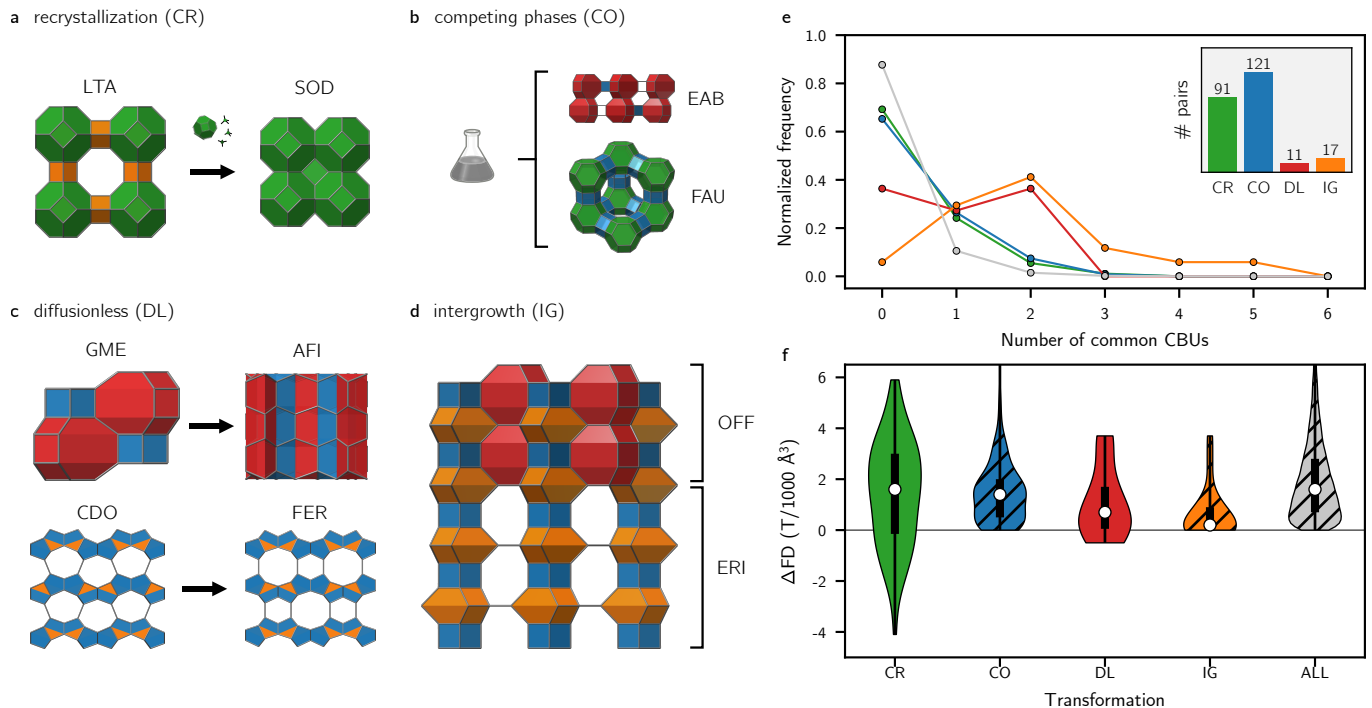 a recrystallization (CR)
LTA
SOD
b competing phases (CO)
EAB
FAU
c diffusionless (DL)
GME
AFI
CDO
FER
d intergrowth (IG)
OFF
ERI
e
Normalized frequency
1.0
0.8
0.6
0.4
0.2
0.0
0 1 2 3 4 5 6
Number of common CBUs
# pairs
91 121 11 17
CR CO DL IG
f
ΔFD (T/1000 Å³)
6
4
2
0
-2
-4
CR CO DL IG ALL
Transformation